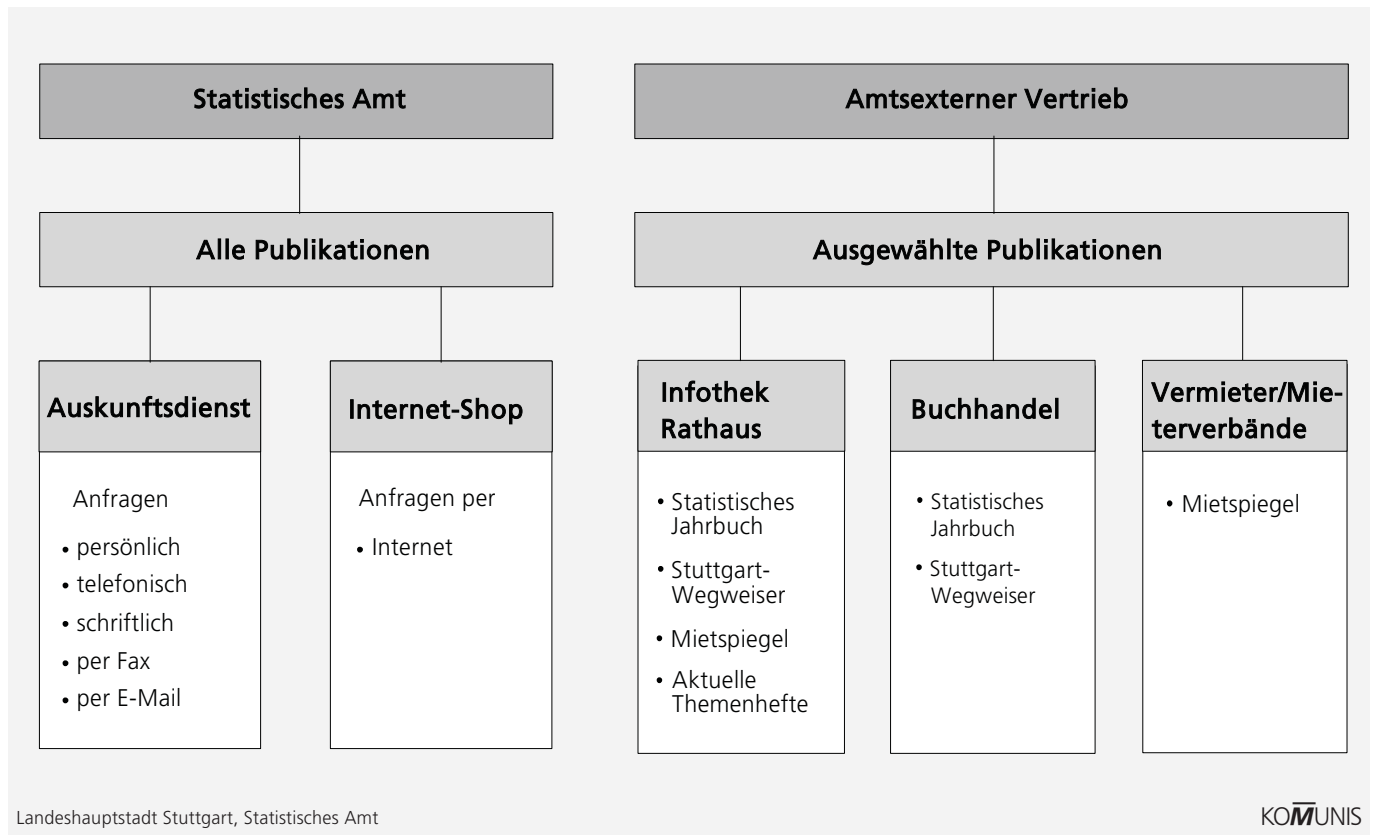 Statistisches Amt
Alle Publikationen
Auskunftsdienst
Anfragen
• persönlich
• telefonisch
• schriftlich
• per Fax
• per E-Mail
Internet-Shop
Anfragen per
• Internet
Amtsexterner Vertrieb
Ausgewählte Publikationen
Infothek
Rathaus
• Statistisches
Jahrbuch
• Stuttgart-
Wegweiser
• Mietspiegel
• Aktuelle
Themenhefte
Buchhandel
• Statistisches
Jahrbuch
• Stuttgart-
Wegweiser
Vermieter/Mie-
terverbände
• Mietspiegel
Landeshauptstadt Stuttgart, Statistisches Amt
KOMUNIS